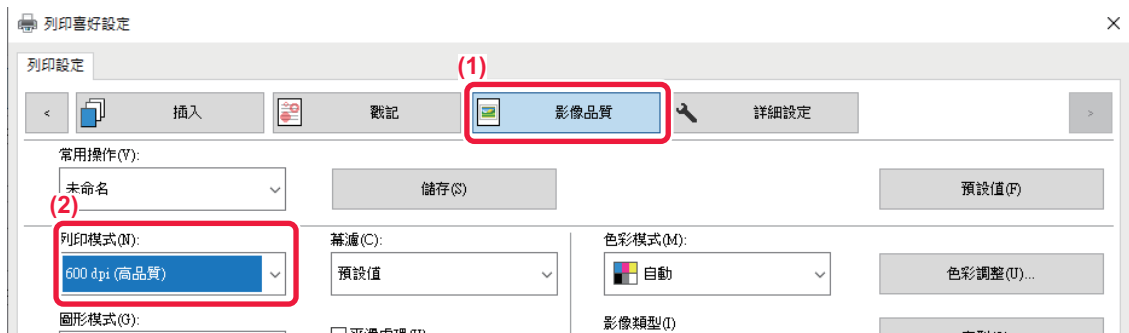 列印喜好設定
列印設定
(1)
< 插入 戳記 影像品質 詳細設定 >
常用操作(V):
未命名 儲存(S) 預設值(F)
(2)
列印模式(N): 幕濾(C): 色彩模式(M):
600 dpi (高品質) 預設值 自動 色彩調整(U)...
圖形模式(G): 影像類型(I)